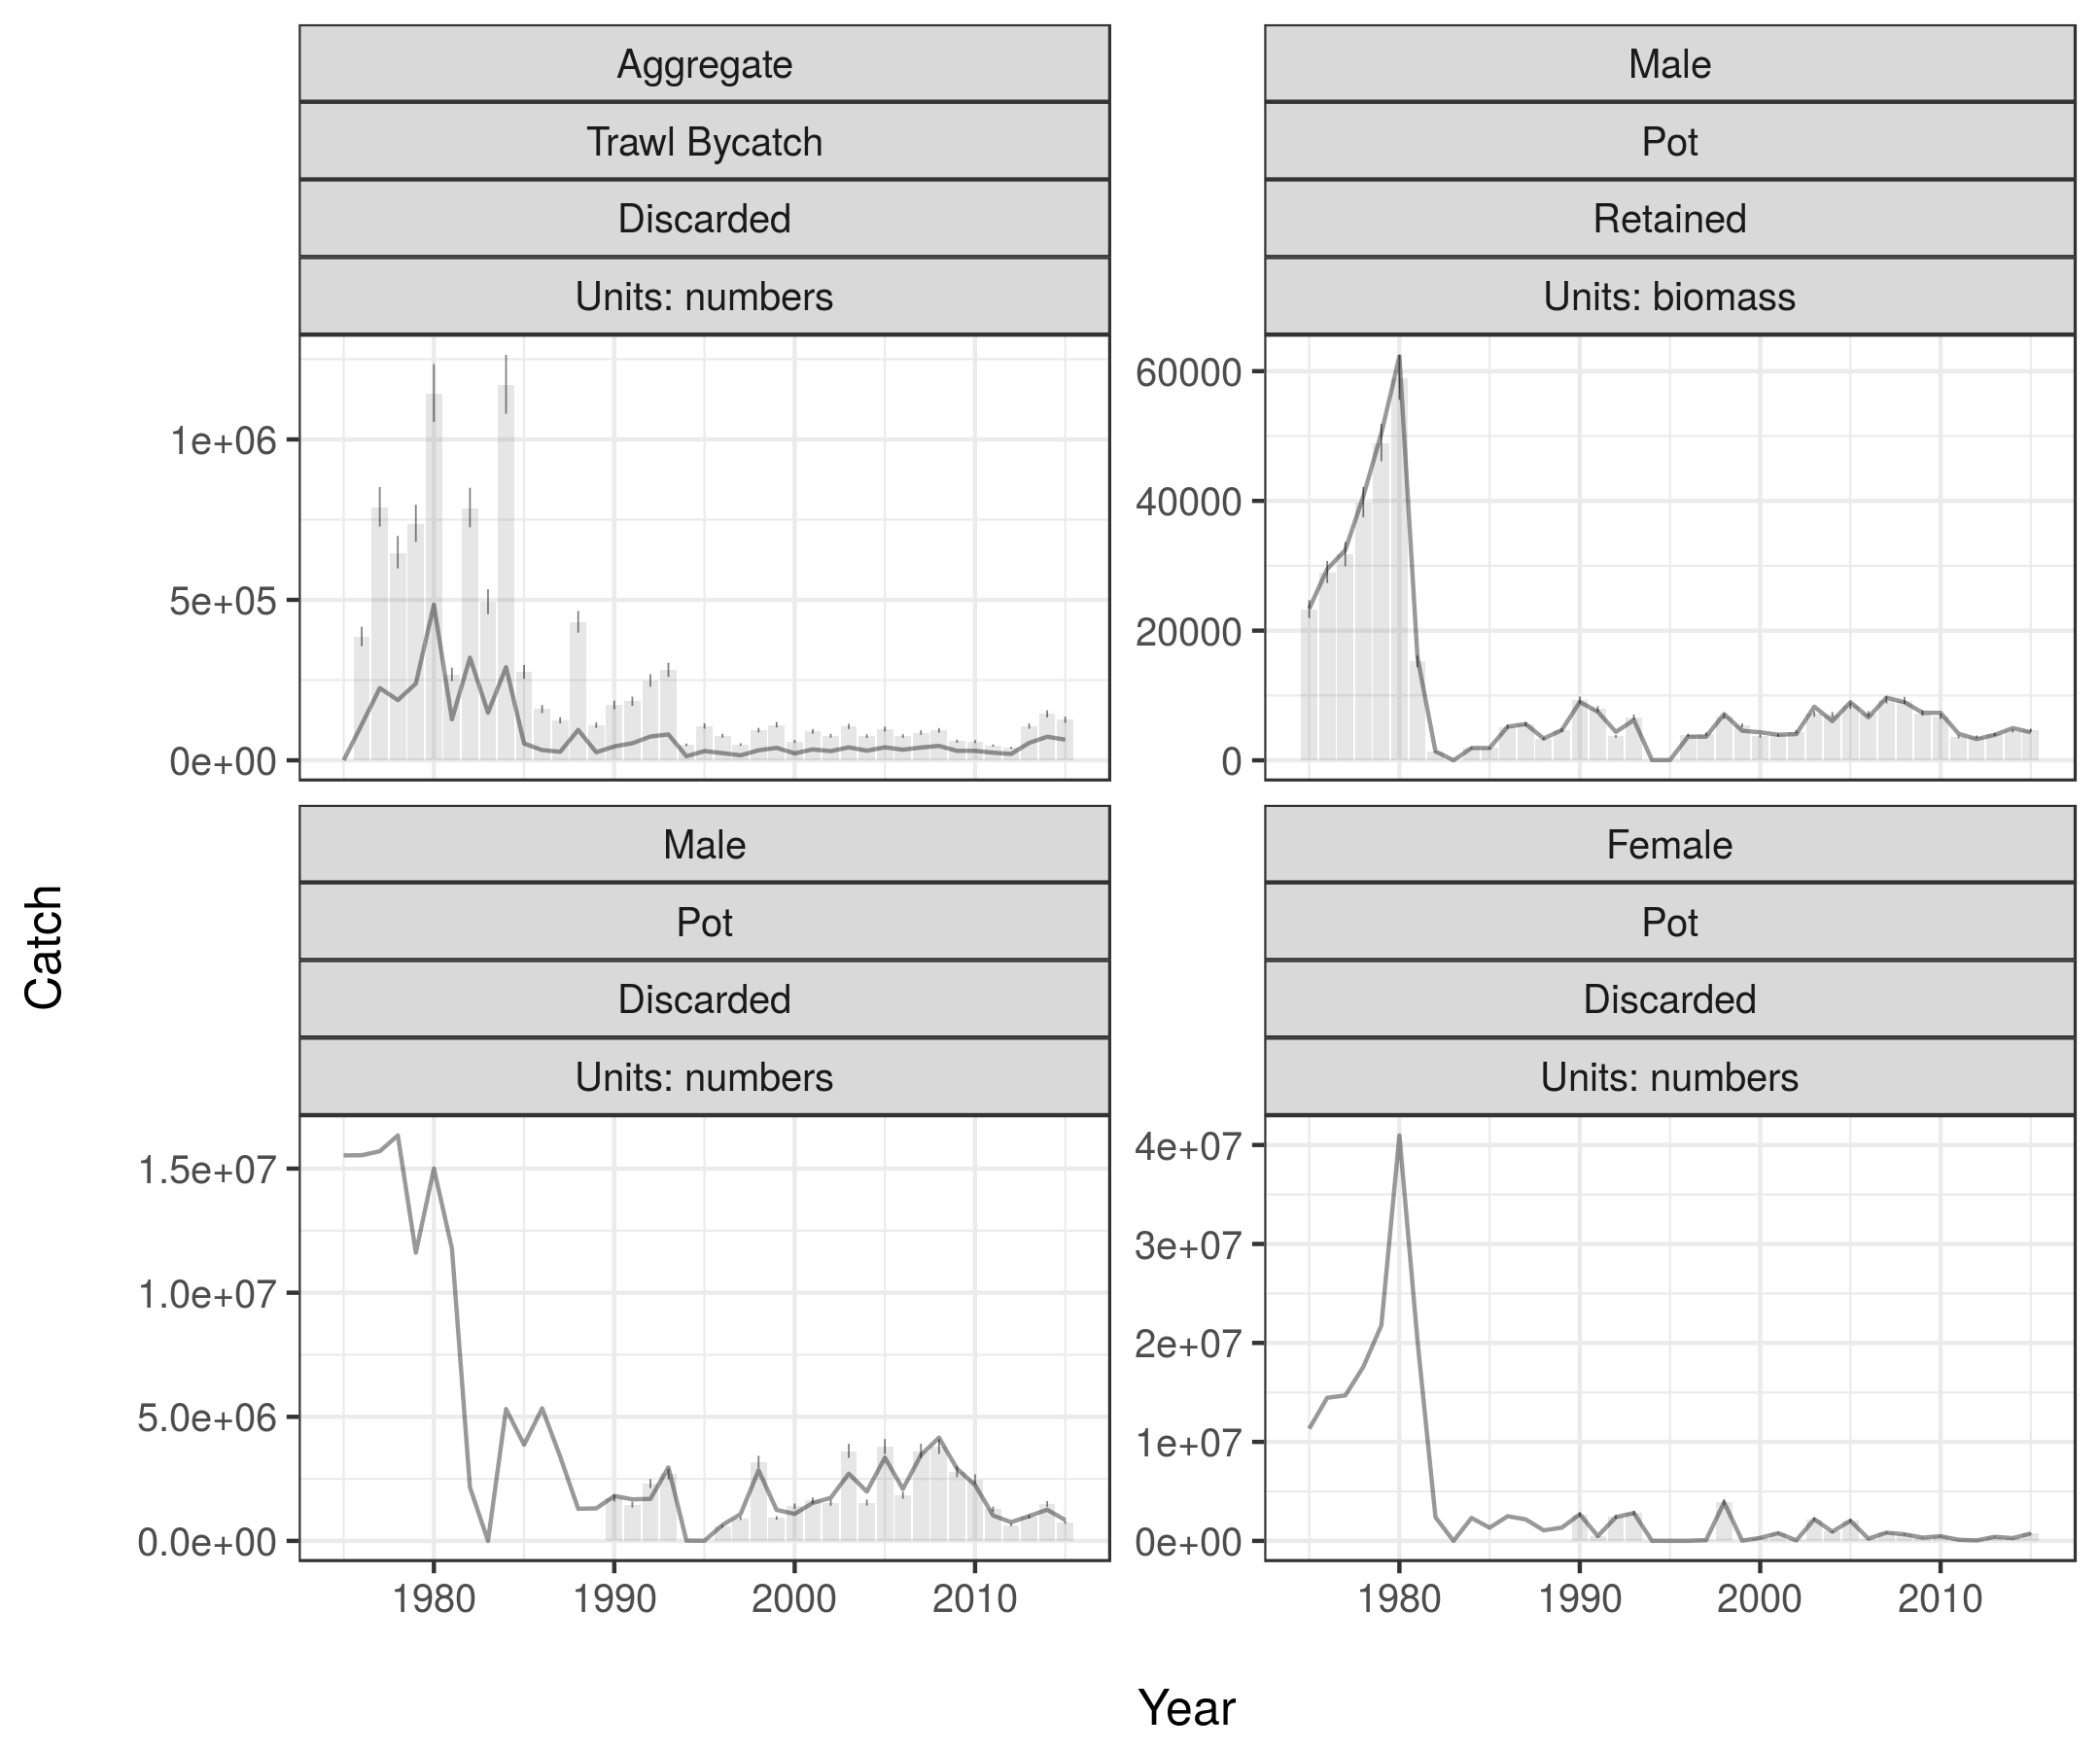 Aggregate
Trawl Bycatch
Discarded
Units: numbers
1e+06
5e+05
0e+00
Male
Pot
Retained
Units: biomass
60000
40000
20000
0
Catch
Male
Pot
Discarded
Units: numbers
1.5e+07
1.0e+07
5.0e+06
0.0e+00
1980 1990 2000 2010
Female
Pot
Discarded
Units: numbers
4e+07
3e+07
2e+07
1e+07
0e+00
1980 1990 2000 2010
Year